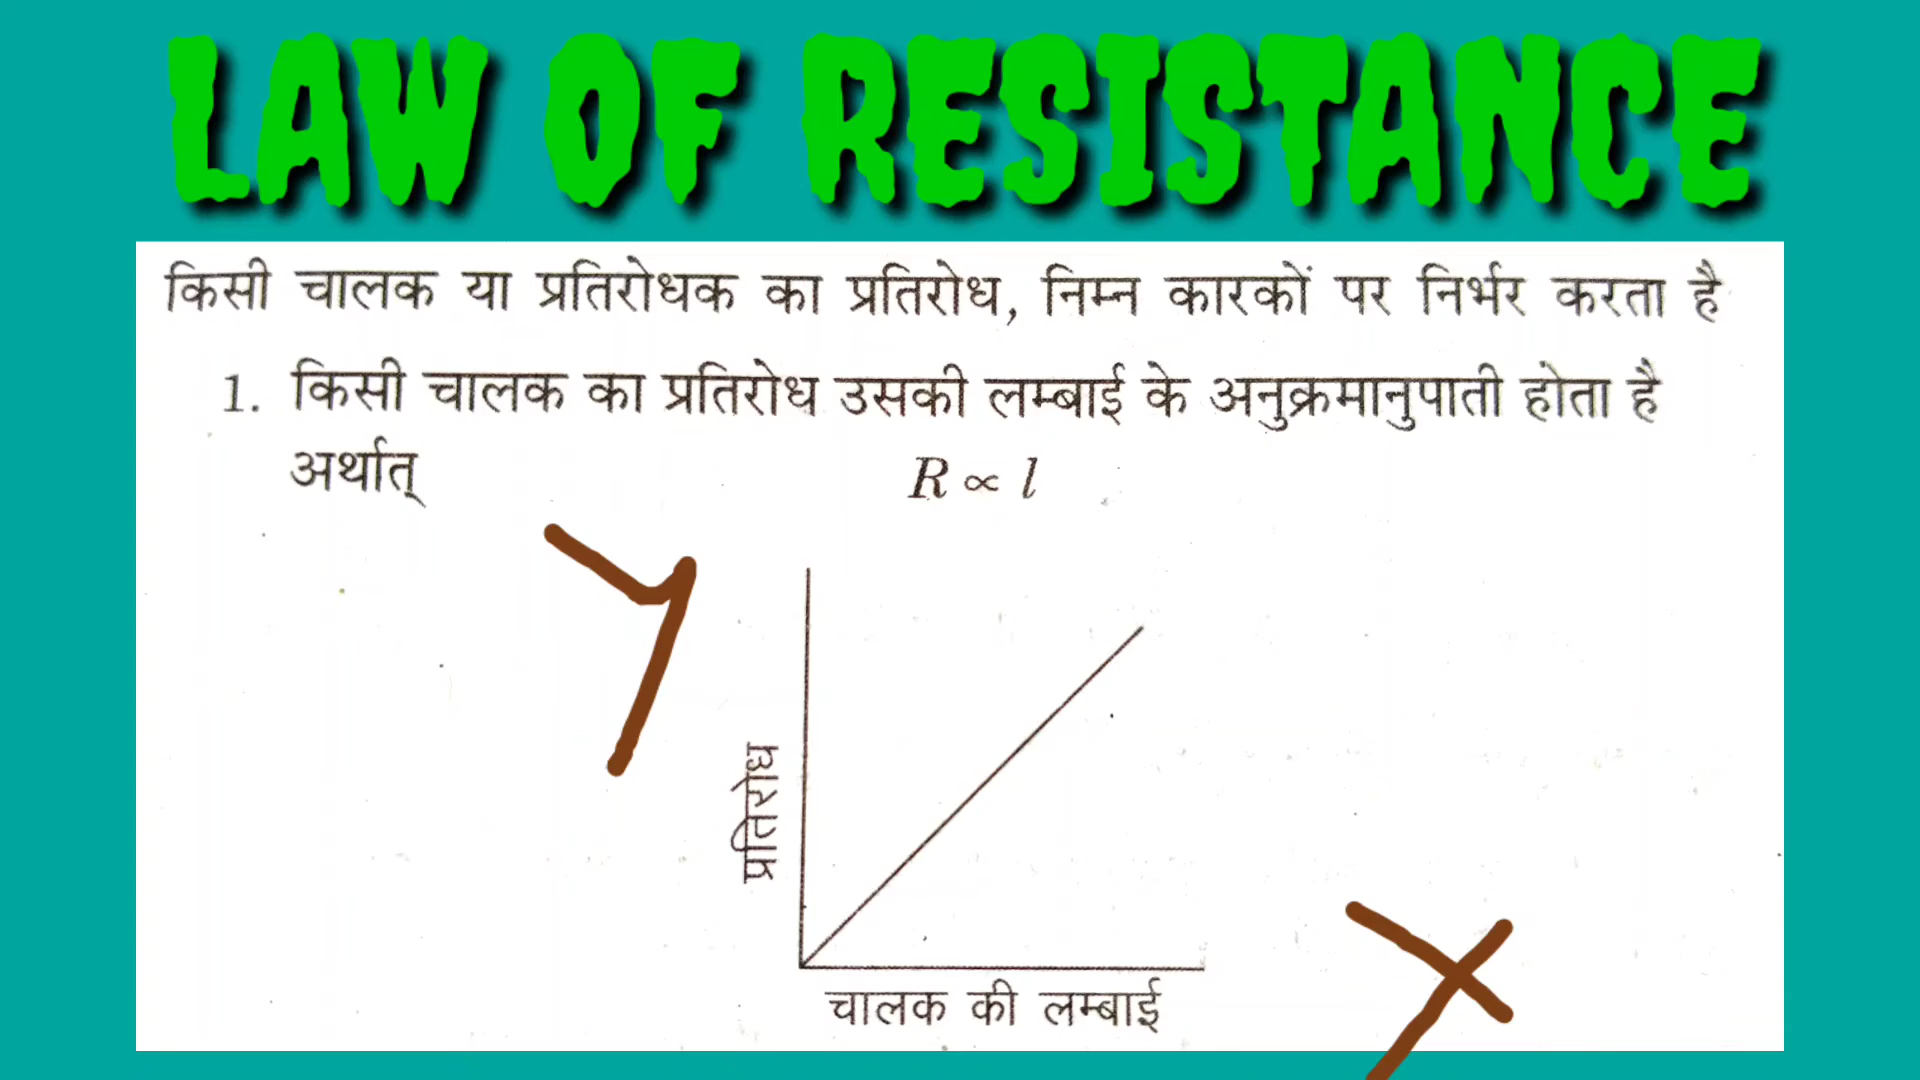 LAW OF RESISTANCE
किसी चालक या प्रतिरोधक का प्रतिरोध, निम्न कारकों पर निर्भर करता है
1. किसी चालक का प्रतिरोध उसकी लम्बाई के अनुक्रमानुपाती होता है
अर्थात् R ∝ l
Y
प्रतिरोध
X
चालक की लम्बाई